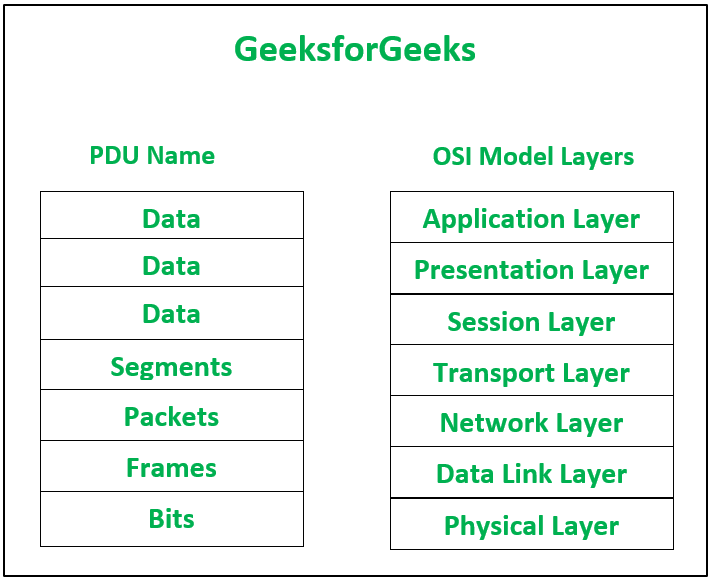 GeeksforGeeks
PDU Name
OSI Model Layers
Data
Application Layer
Data
Presentation Layer
Data
Session Layer
Segments
Transport Layer
Packets
Network Layer
Frames
Data Link Layer
Bits
Physical Layer